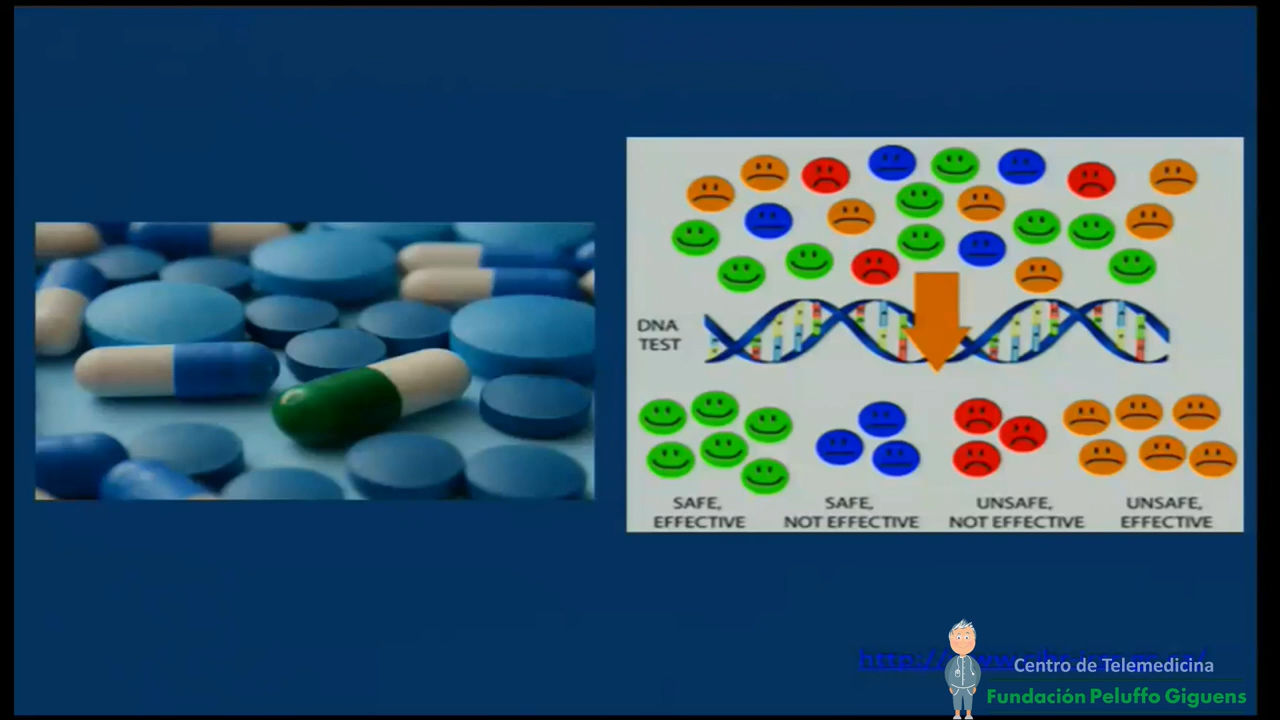 DNA
TEST
SAFE,
EFFECTIVE
SAFE,
NOT EFFECTIVE
UNSAFE,
NOT EFFECTIVE
UNSAFE,
EFFECTIVE
Centro de Telemedicina
Fundación Peluffo Giguens